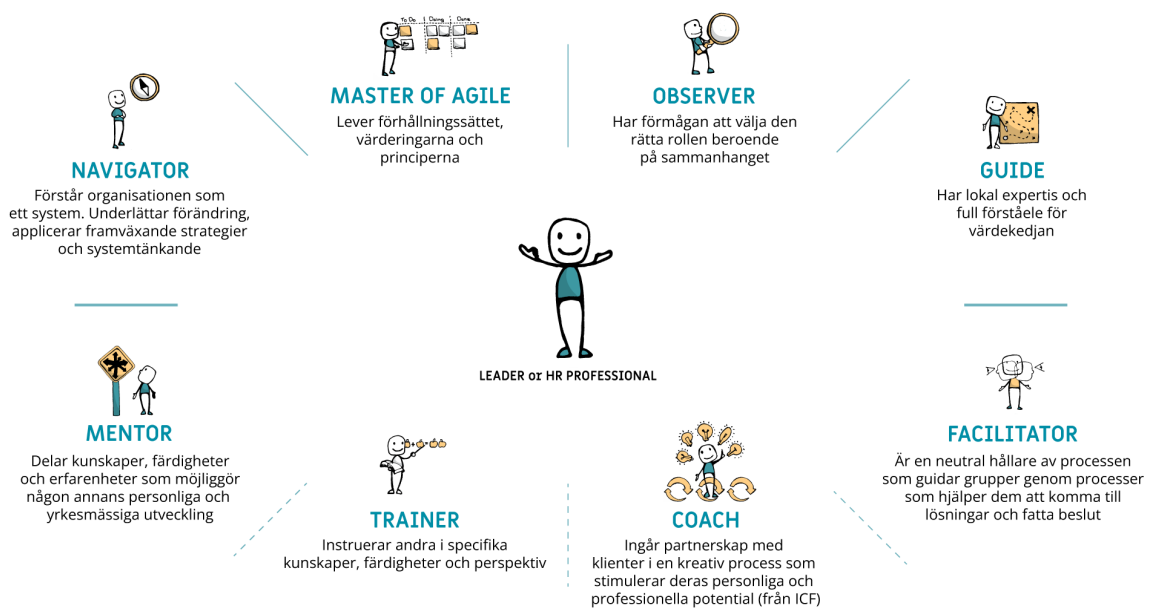 To Do Doing Done
MASTER OF AGILE
Lever förhållningssättet,
värderingarna och
principerna
OBSERVER
Har förmågan att välja den
rätta rollen beroende
på sammanhanget
NAVIGATOR
Förstår organisationen som
ett system. Underlättar förändring,
applicerar framväxande strategier
och systemtänkande
GUIDE
Har lokal expertis och
full förståele för
värdekedjan
LEADER or HR PROFESSIONAL
MENTOR
Delar kunskaper, färdigheter
och erfarenheter som möjliggör
någon annans personliga och
yrkesmässiga utveckling
TRAINER
Instruerar andra i specifika
kunskaper, färdigheter och perspektiv
COACH
Ingår partnerskap med
klienter i en kreativ process som
stimulerar deras personliga och
professionella potential (från ICF)
FACILITATOR
Är en neutral hållare av processen
som guidar grupper genom processer
som hjälper dem att komma till
lösningar och fatta beslut